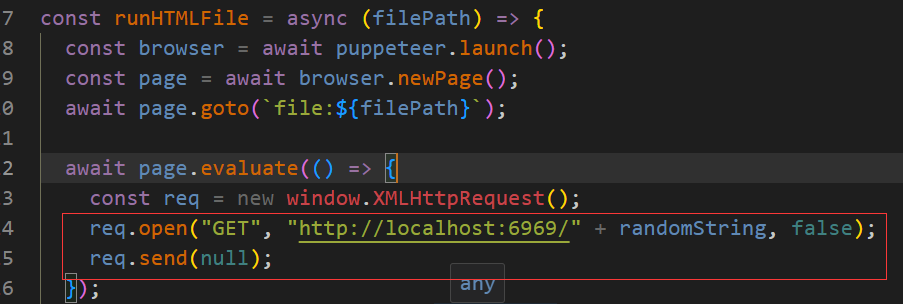 7 const runHTMLFile = async (filePath) => {
8 const browser = await puppeteer.launch();
9 const page = await browser.newPage();
0 await page.goto(`file:${filePath}`);
1
2 await page.evaluate(() => {
3 const req = new window.XMLHttpRequest();
4 req.open("GET", "http://localhost:6969/" + randomString, false);
5 req.send(null);
6 });
any